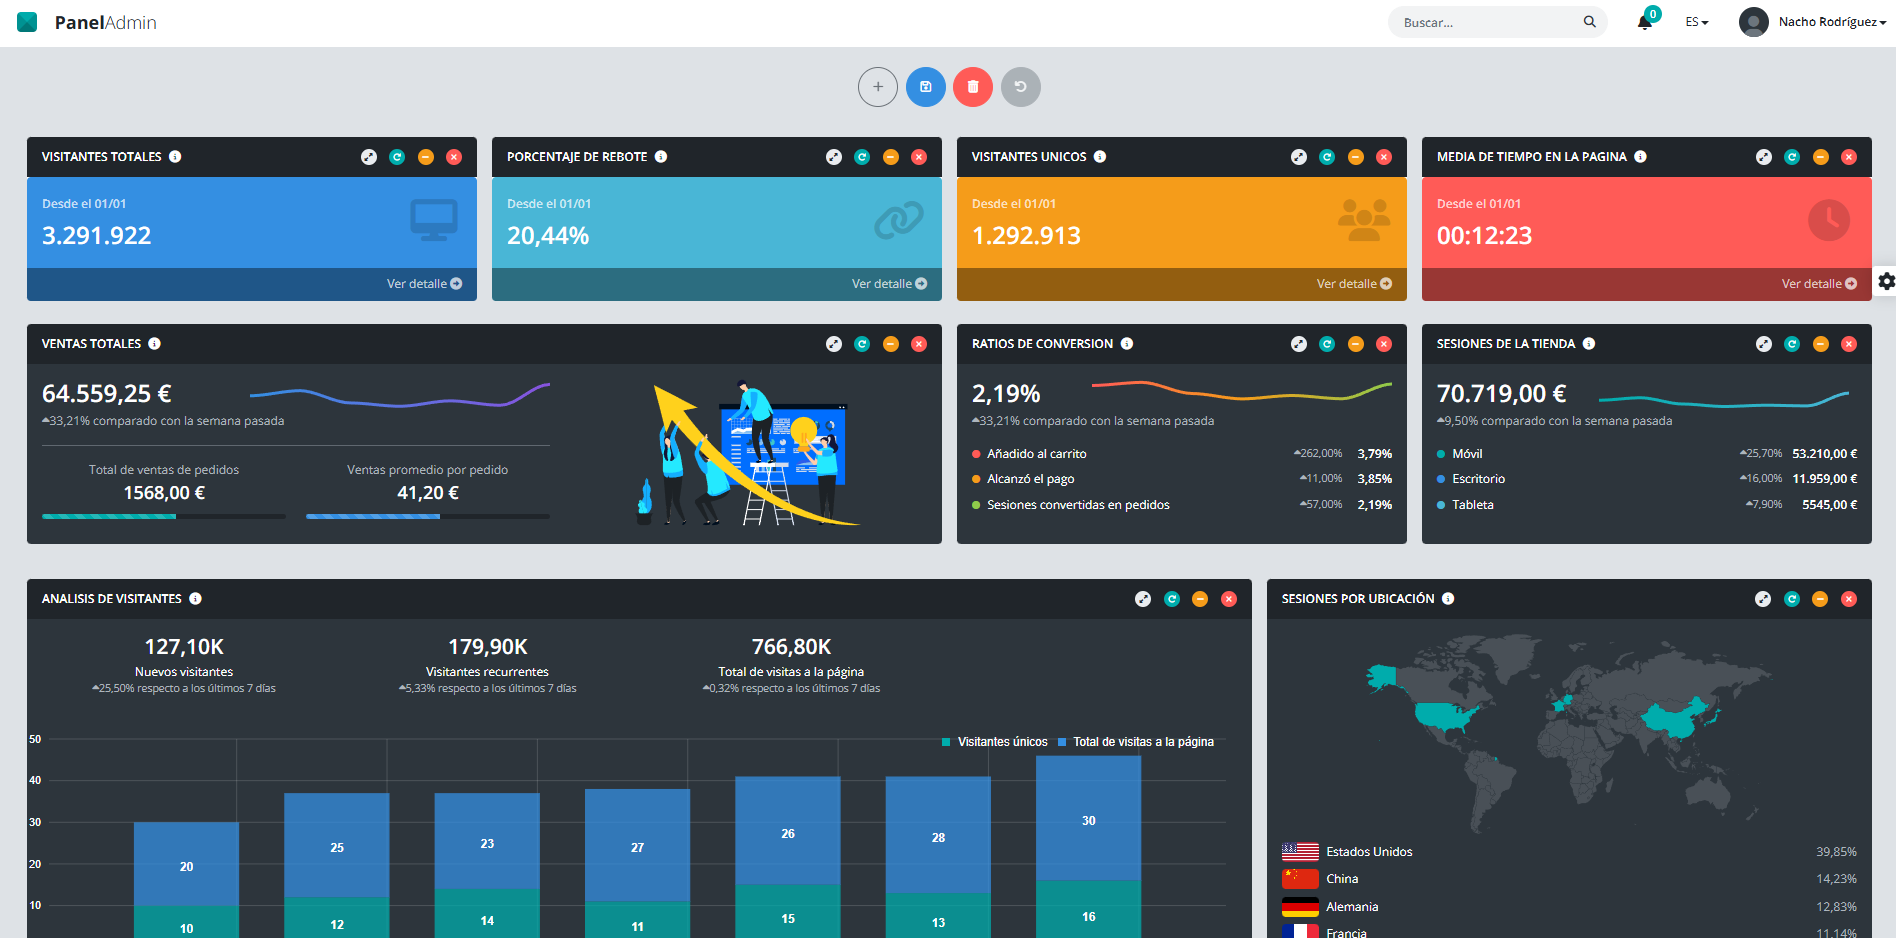 PanelAdmin
Buscar...
0
ES
Nacho Rodríguez
VISITANTES TOTALES
Desde el 01/01
3.291.922
Ver detalle
PORCENTAJE DE REBOTE
Desde el 01/01
20,44%
Ver detalle
VISITANTES UNICOS
Desde el 01/01
1.292.913
Ver detalle
MEDIA DE TIEMPO EN LA PAGINA
Desde el 01/01
00:12:23
Ver detalle
VENTAS TOTALES
64.559,25 €
33,21% comparado con la semana pasada
Total de ventas de pedidos
1568,00 €
Ventas promedio por pedido
41,20 €
RATIOS DE CONVERSION
2,19%
33,21% comparado con la semana pasada
Añadido al carrito 262,00% 3,79%
Alcanzó el pago 11,00% 3,85%
Sesiones convertidas en pedidos 57,00% 2,19%
SESIONES DE LA TIENDA
70.719,00 €
9,50% comparado con la semana pasada
Móvil 25,70% 53.210,00 €
Escritorio 16,00% 11.959,00 €
Tableta 7,90% 5545,00 €
ANALISIS DE VISITANTES
127,10K
Nuevos visitantes
25,50% respecto a los últimos 7 días
179,90K
Visitantes recurrentes
5,33% respecto a los últimos 7 días
766,80K
Total de visitas a la página
0,32% respecto a los últimos 7 días
Visitantes únicos Total de visitas a la página
50
40
30
20
10
20 25 23 27 26 28 30
10 12 14 11 15 13 16
SESIONES POR UBICACIÓN
Estados Unidos 39,85%
China 14,23%
Alemania 12,83%
Francia 11,14%